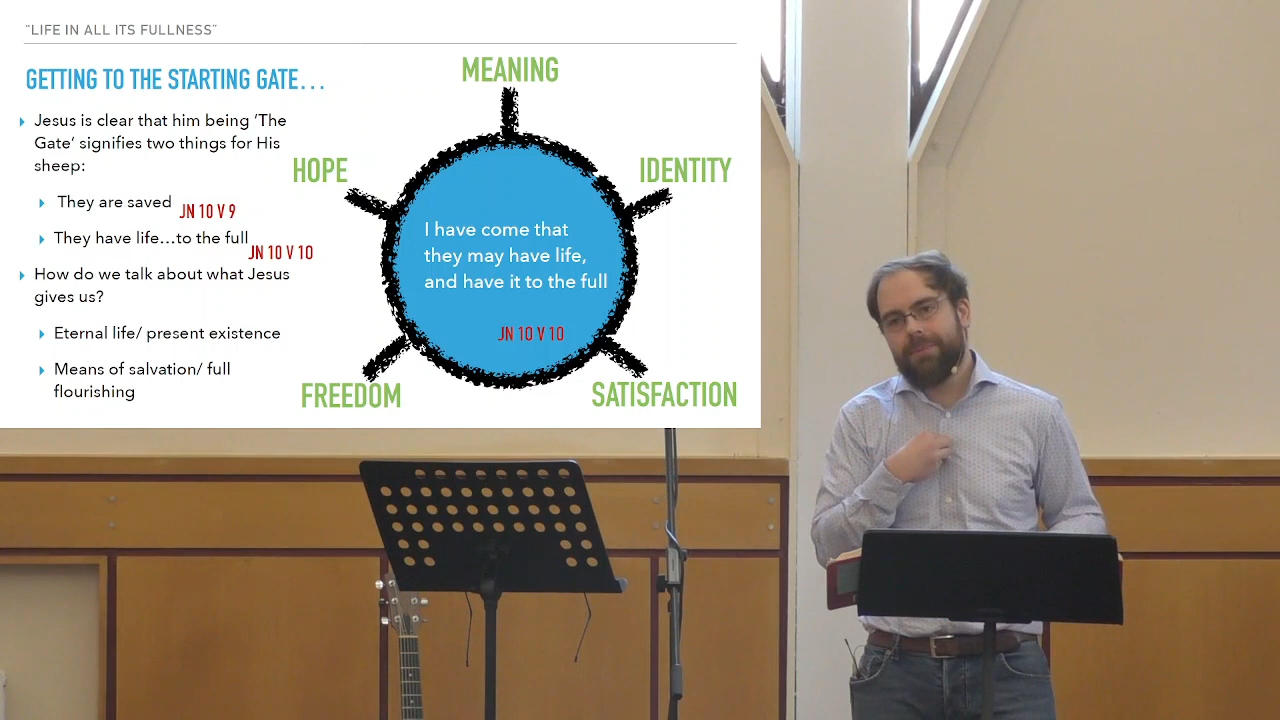 "LIFE IN ALL ITS FULLNESS"
GETTING TO THE STARTING GATE...
Jesus is clear that him being 'The
Gate' signifies two things for His
sheep:
They are saved JN 10 V 9
They have life...to the full
JN 10 V 10
How do we talk about what Jesus
gives us?
Eternal life/ present existence
Means of salvation/ full
flourishing
MEANING
HOPE
IDENTITY
I have come that
they may have life,
and have it to the full
JN 10 V 10
FREEDOM
SATISFACTION